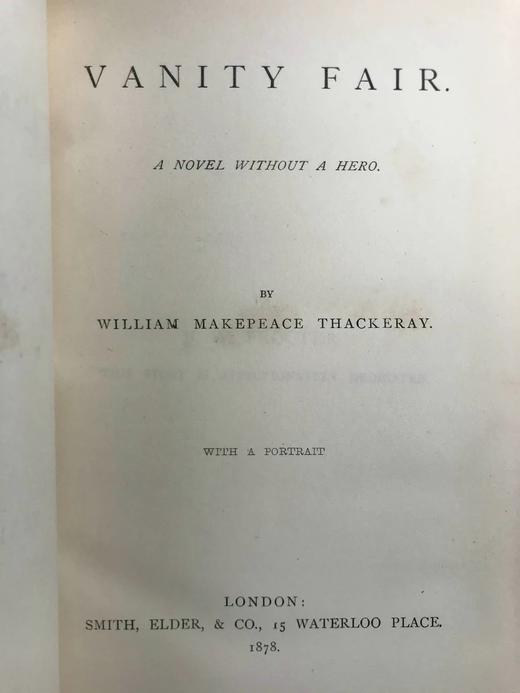 VANITY FAIR.
A NOVEL WITHOUT A HERO.
BY
WILLIAM MAKEPEACE THACKERAY.
WITH A PORTRAIT
LONDON:
SMITH, ELDER, & CO., 15 WATERLOO PLACE.
1878.